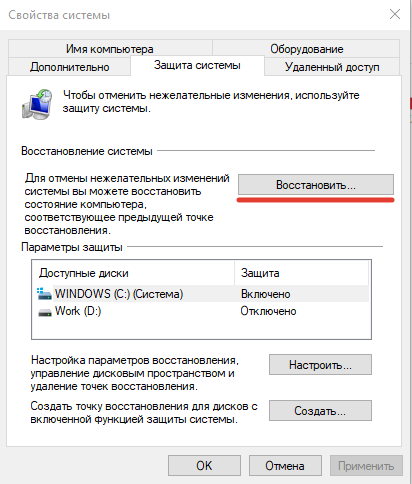 Свойства системы
Имя компьютера
Оборудование
Дополнительно
Защита системы
Удаленный доступ
Чтобы отменить нежелательные изменения, используйте
защиту системы.
Восстановление системы
Для отмены нежелательных изменений
системы вы можете восстановить
состояние компьютера,
соответствующее предыдущей точке
восстановления.
Восстановить...
Параметры защиты
Доступные диски
Защита
WINDOWS (C:) (Система)
Включено
Work (D:)
Отключено
Настройка параметров восстановления,
управление дисковым пространством и
удаление точек восстановления.
Настроить...
Создать точку восстановления для дисков с
включенной функцией защиты системы.
Создать...
ОК
Отмена
Применить